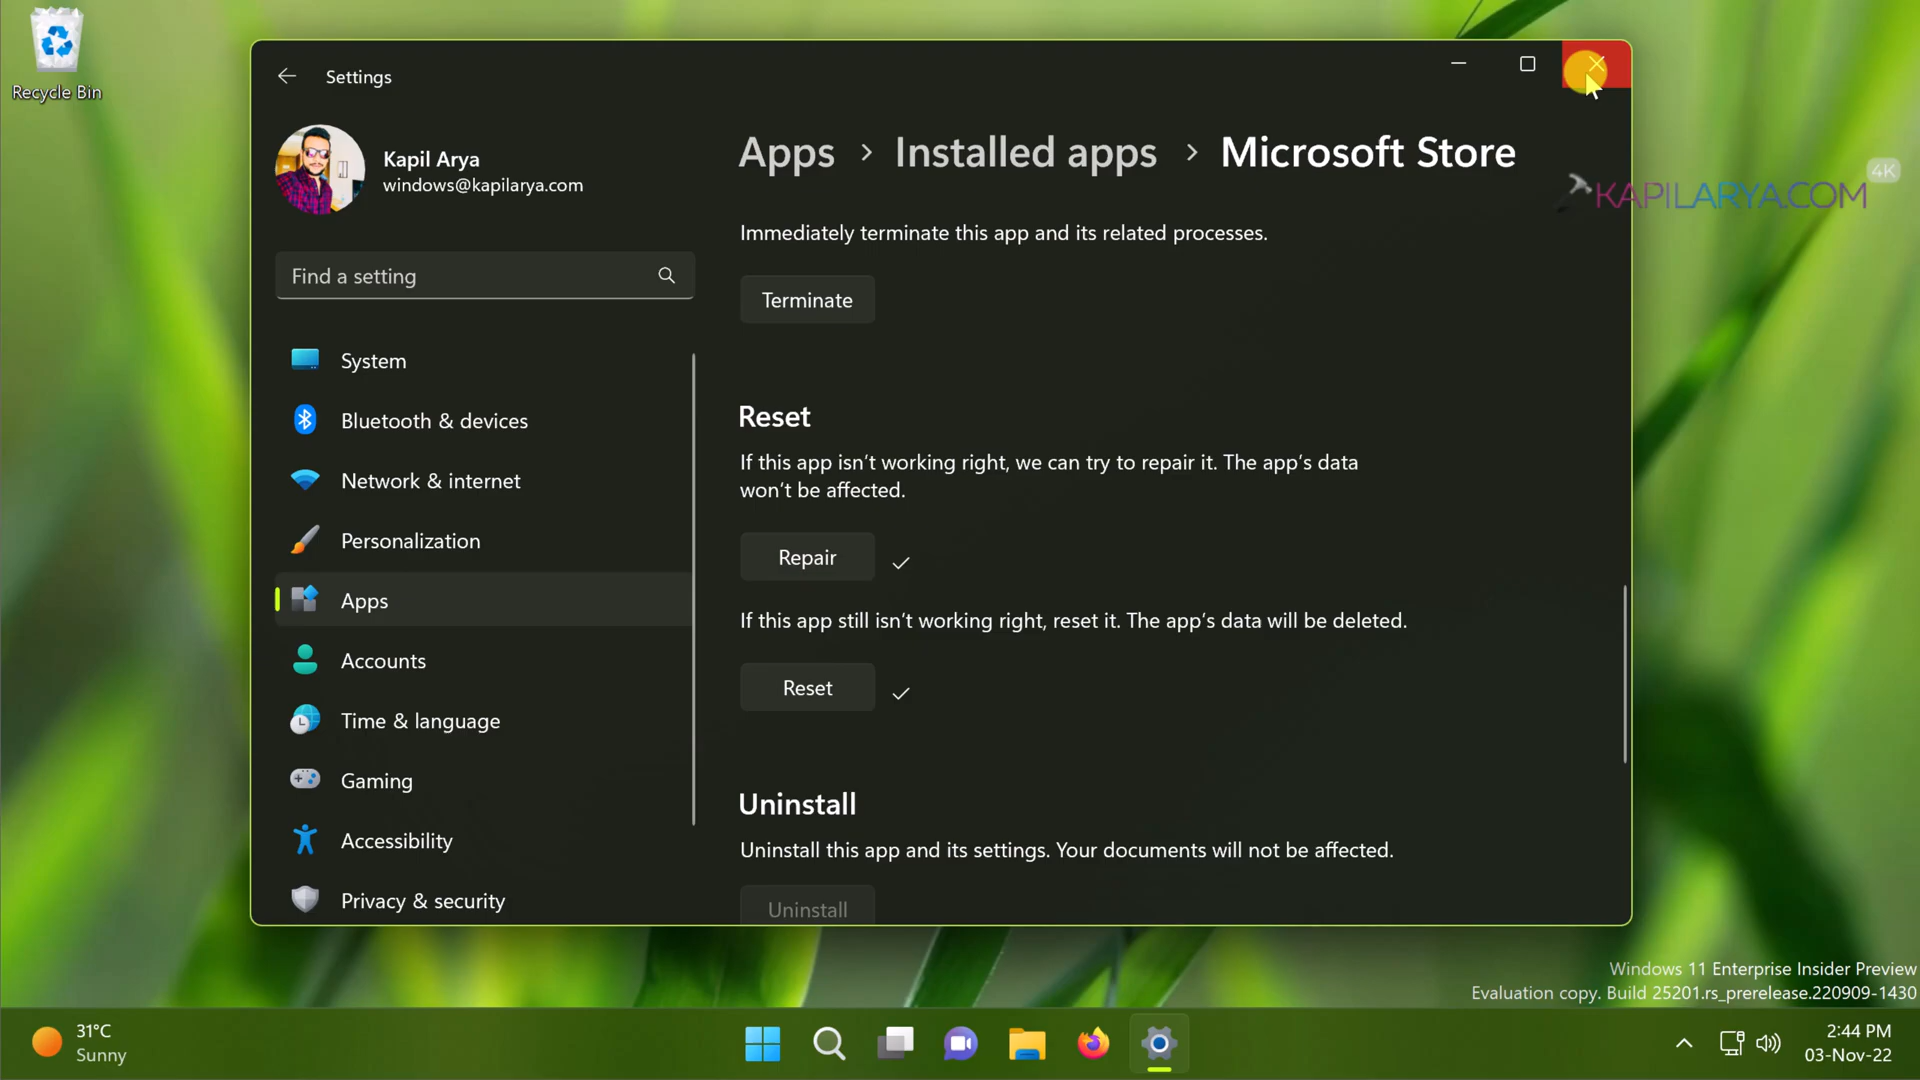 Recycle Bin
Settings
Kapil Arya
windows@kapilarya.com
Find a setting
System
Bluetooth & devices
Network & internet
Personalization
Apps
Accounts
Time & language
Gaming
Accessibility
Privacy & security
Apps > Installed apps > Microsoft Store
4K
KAPILARYA.COM
Immediately terminate this app and its related processes.
Terminate
Reset
If this app isn't working right, we can try to repair it. The app's data
won't be affected.
Repair
If this app still isn't working right, reset it. The app's data will be deleted.
Reset
Uninstall
Uninstall this app and its settings. Your documents will not be affected.
Uninstall
Windows 11 Enterprise Insider Preview
Evaluation copy. Build 25201.rs_prerelease.220909-1430
31°C
Sunny
2:44 PM
03-Nov-22